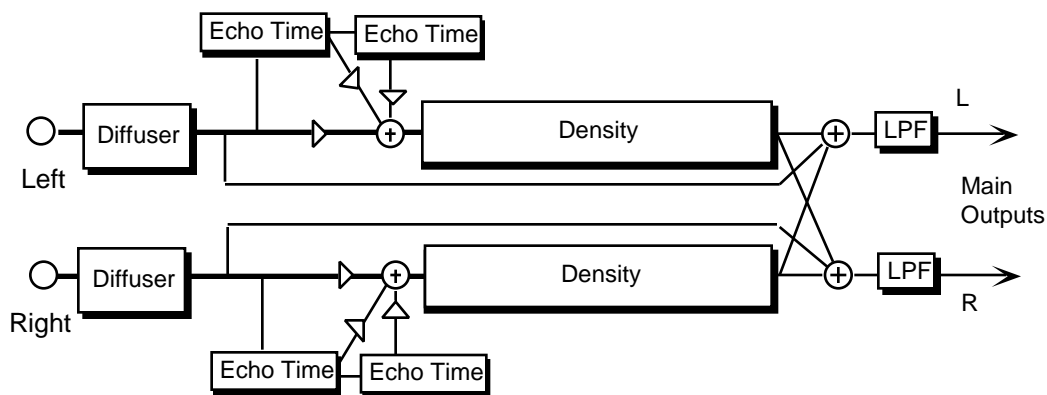 Echo Time
Echo Time
L
Diffuser
Density
LPF
Left
Main
Outputs
Diffuser
Density
LPF
Right
R
Echo Time
Echo Time